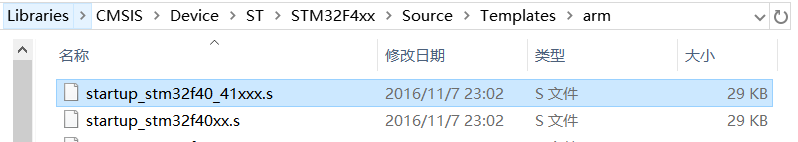 Libraries > CMSIS > Device > ST > STM32F4xx > Source > Templates > arm
名称 修改日期 类型 大小
startup_stm32f40_41xxx.s 2016/11/7 23:02 S 文件 29 KB
startup_stm32f40xx.s 2016/11/7 23:02 S 文件 29 KB